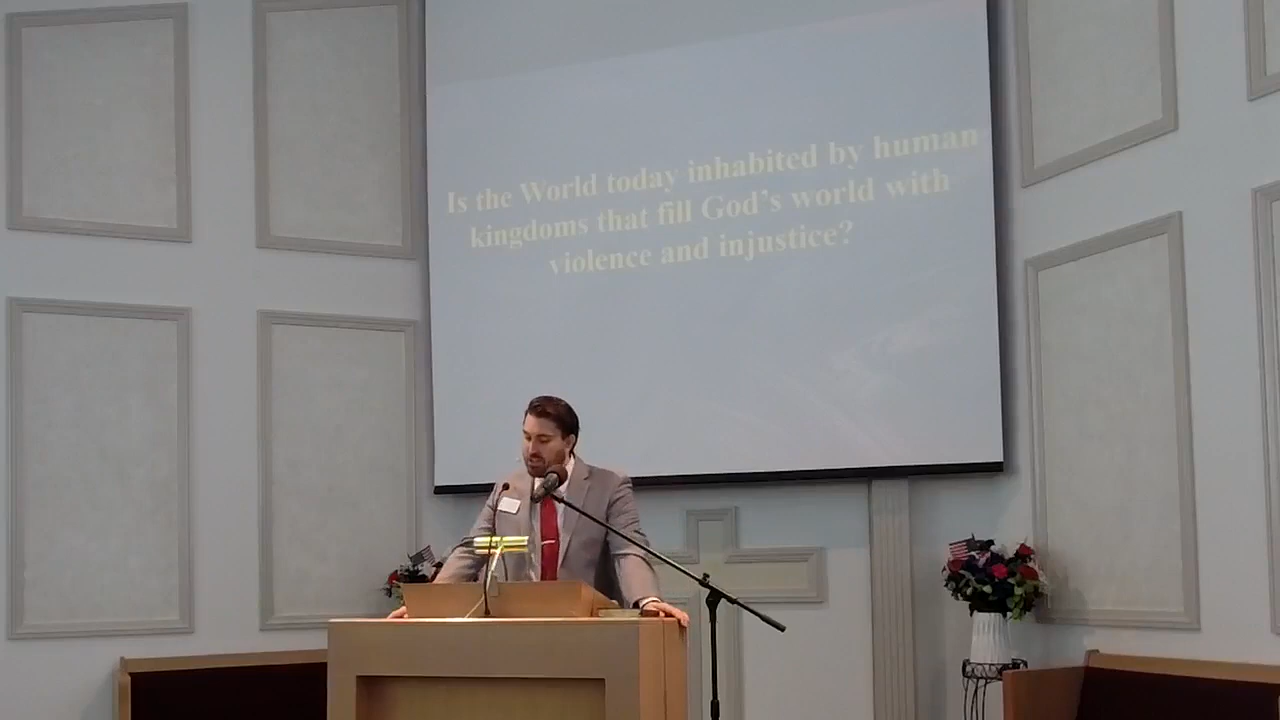 Is the World today inhabited by human
kingdoms that fill God's world with
violence and injustice?